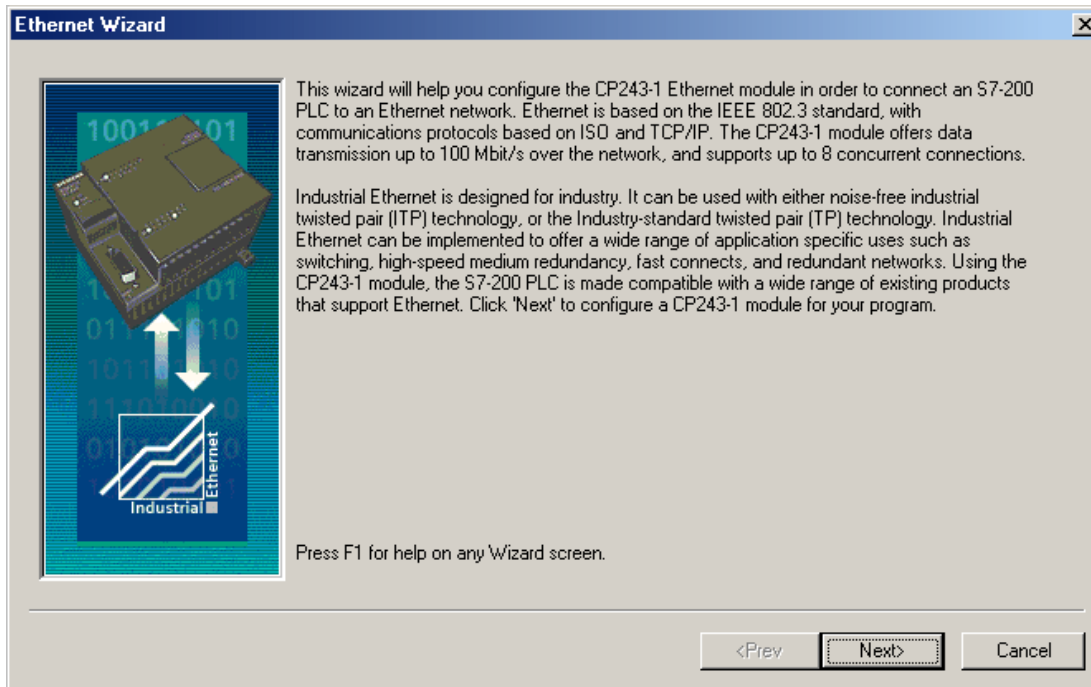 Ethernet Wizard
This wizard will help you configure the CP243-1 Ethernet module in order to connect an S7-200
PLC to an Ethernet network. Ethernet is based on the IEEE 802.3 standard, with
communications protocols based on ISO and TCP/IP. The CP243-1 module offers data
transmission up to 100 Mbit/s over the network, and supports up to 8 concurrent connections.
Industrial Ethernet is designed for industry. It can be used with either noise-free industrial
twisted pair (ITP) technology, or the Industry-standard twisted pair (TP) technology. Industrial
Ethernet can be implemented to offer a wide range of application specific uses such as
switching, high-speed medium redundancy, fast connects, and redundant networks. Using the
CP243-1 module, the S7-200 PLC is made compatible with a wide range of existing products
that support Ethernet. Click 'Next' to configure a CP243-1 module for your program.
Industrial
Ethernet
Press F1 for help on any Wizard screen.
<Prev
Next>
Cancel